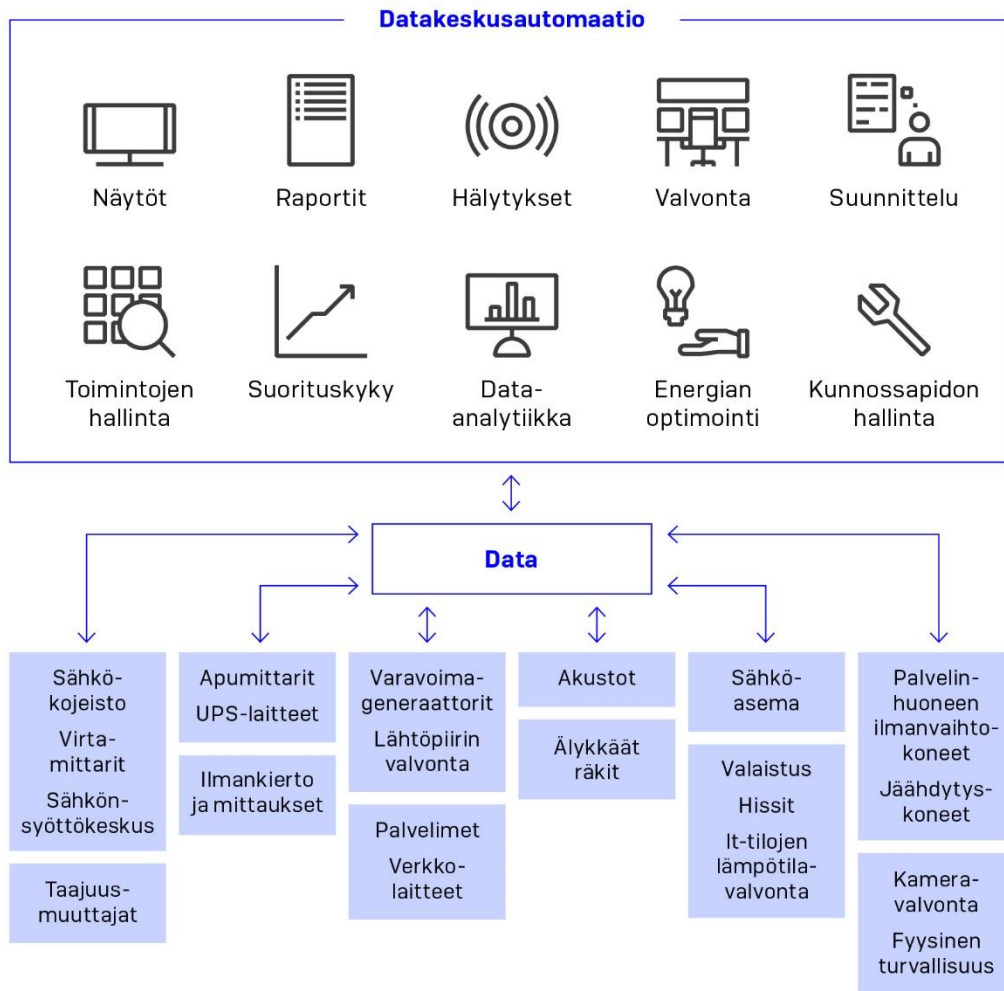 Datakeskusautomaatio
Näytöt
Raportit
Hälytykset
Valvonta
Suunnittelu
Toimintojen
hallinta
Suorituskyky
Data-
analytiikka
Energian
optimointi
Kunnossapidon
hallinta
Data
Sähkö-
kojeisto
Virta-
mittarit
Sähkön-
syöttökeskus
Taajuus-
muuttajat
Apumittarit
UPS-laitteet
Ilmankierto
ja mittaukset
Varavoima-
generaattorit
Lähtöpiirin
valvonta
Palvelimet
Verkko-
laitteet
Akustot
Älykkäät
räkit
Sähkö-
asema
Valaistus
Hissit
It-tilojen
lämpötila-
valvonta
Palvelin-
huoneen
ilmanvaihto-
koneet
Jäähdytys-
koneet
Kamera-
valvonta
Fyysinen
turvallisuus